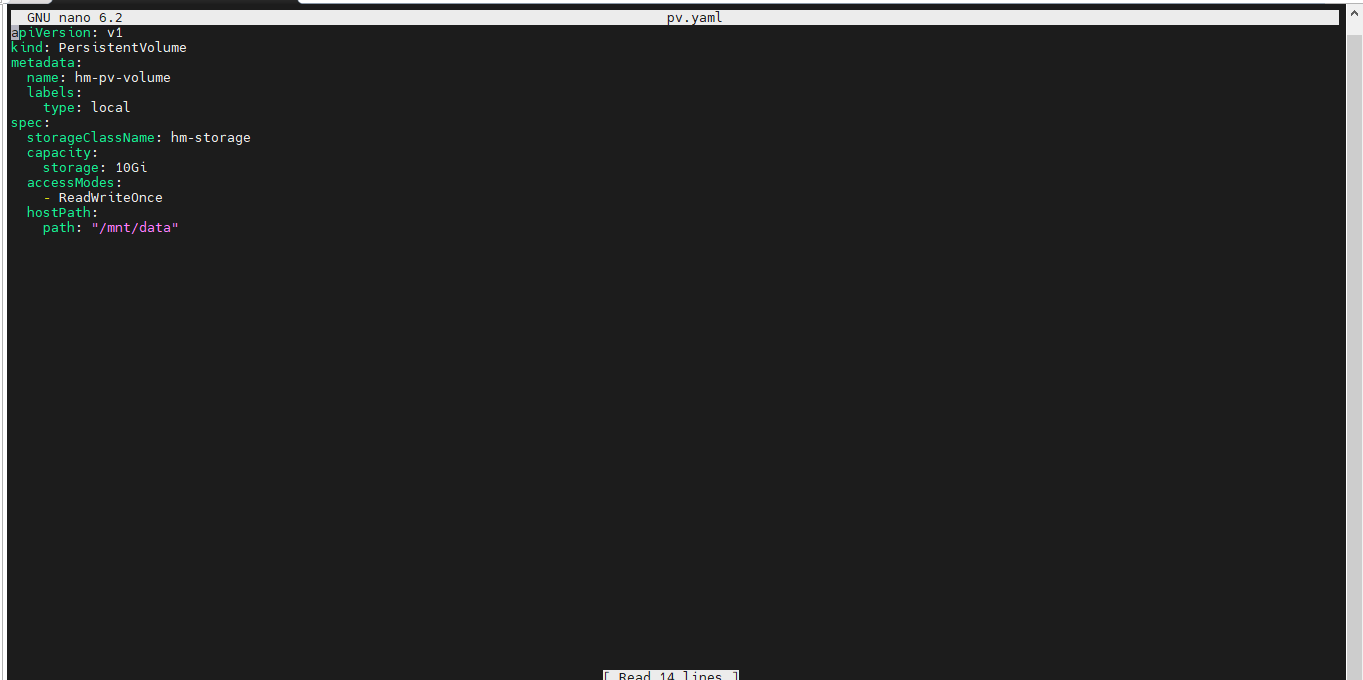 GNU nano 6.2 pv.yaml
apiVersion: v1
kind: PersistentVolume
metadata:
  name: hm-pv-volume
  labels:
    type: local
spec:
  storageClassName: hm-storage
  capacity:
    storage: 10Gi
  accessModes:
    - ReadWriteOnce
  hostPath:
    path: "/mnt/data"
[ Read 14 lines ]